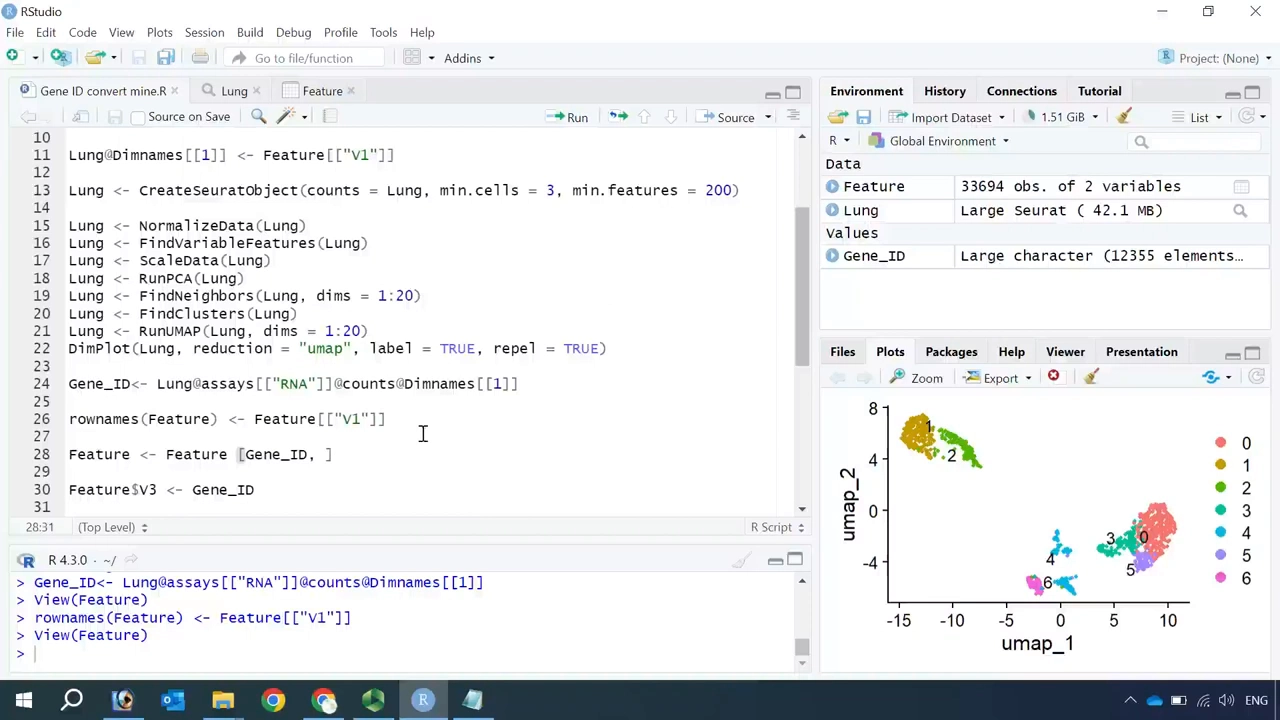 RStudio
File Edit Code View Plots Session Build Debug Profile Tools Help
Go to file/function Addins Project: (None)
Gene ID convert mine.R Lung Feature
Source on Save Run Source
10
11 Lung@Dimnames[[1]] <- Feature[["V1"]]
13 Lung <- CreateSeuratObject(counts = Lung, min.cells = 3, min.features = 200)
14
15 Lung <- NormalizeData(Lung)
16 Lung <- FindVariableFeatures(Lung)
17 Lung <- ScaleData(Lung)
18 Lung <- RunPCA(Lung)
19 Lung <- FindNeighbors(Lung, dims = 1:20)
20 Lung <- FindClusters(Lung)
21 Lung <- RunUMAP(Lung, dims = 1:20)
22 DimPlot(Lung, reduction = "umap", label = TRUE, repel = TRUE)
23
24 Gene_ID<- Lung@assays[["RNA"]]@counts@Dimnames[[1]]
25
26 rownames(Feature) <- Feature[["V1"]]
27
28 Feature <- Feature [Gene_ID, ]
29
30 Feature$V3 <- Gene_ID
31
28:31 (Top Level) R Script
R 4.3.0 · ~/
> Gene_ID<- Lung@assays[["RNA"]]@counts@Dimnames[[1]]
> View(Feature)
> rownames(Feature) <- Feature[["V1"]]
> View(Feature)
>
Environment History Connections Tutorial
Import Dataset 1.51 GiB List
R Global Environment
Data
Feature 33694 obs. of 2 variables
Lung Large Seurat ( 42.1 MB)
Values
Gene_ID Large character (12355 elements…
Files Plots Packages Help Viewer Presentation
Zoom Export
8
4
0
-4
umap_2
1
2
3
0
5
4
6
-15 -10 -5 0 5 10
umap_1
0
1
2
3
4
5
6
ENG